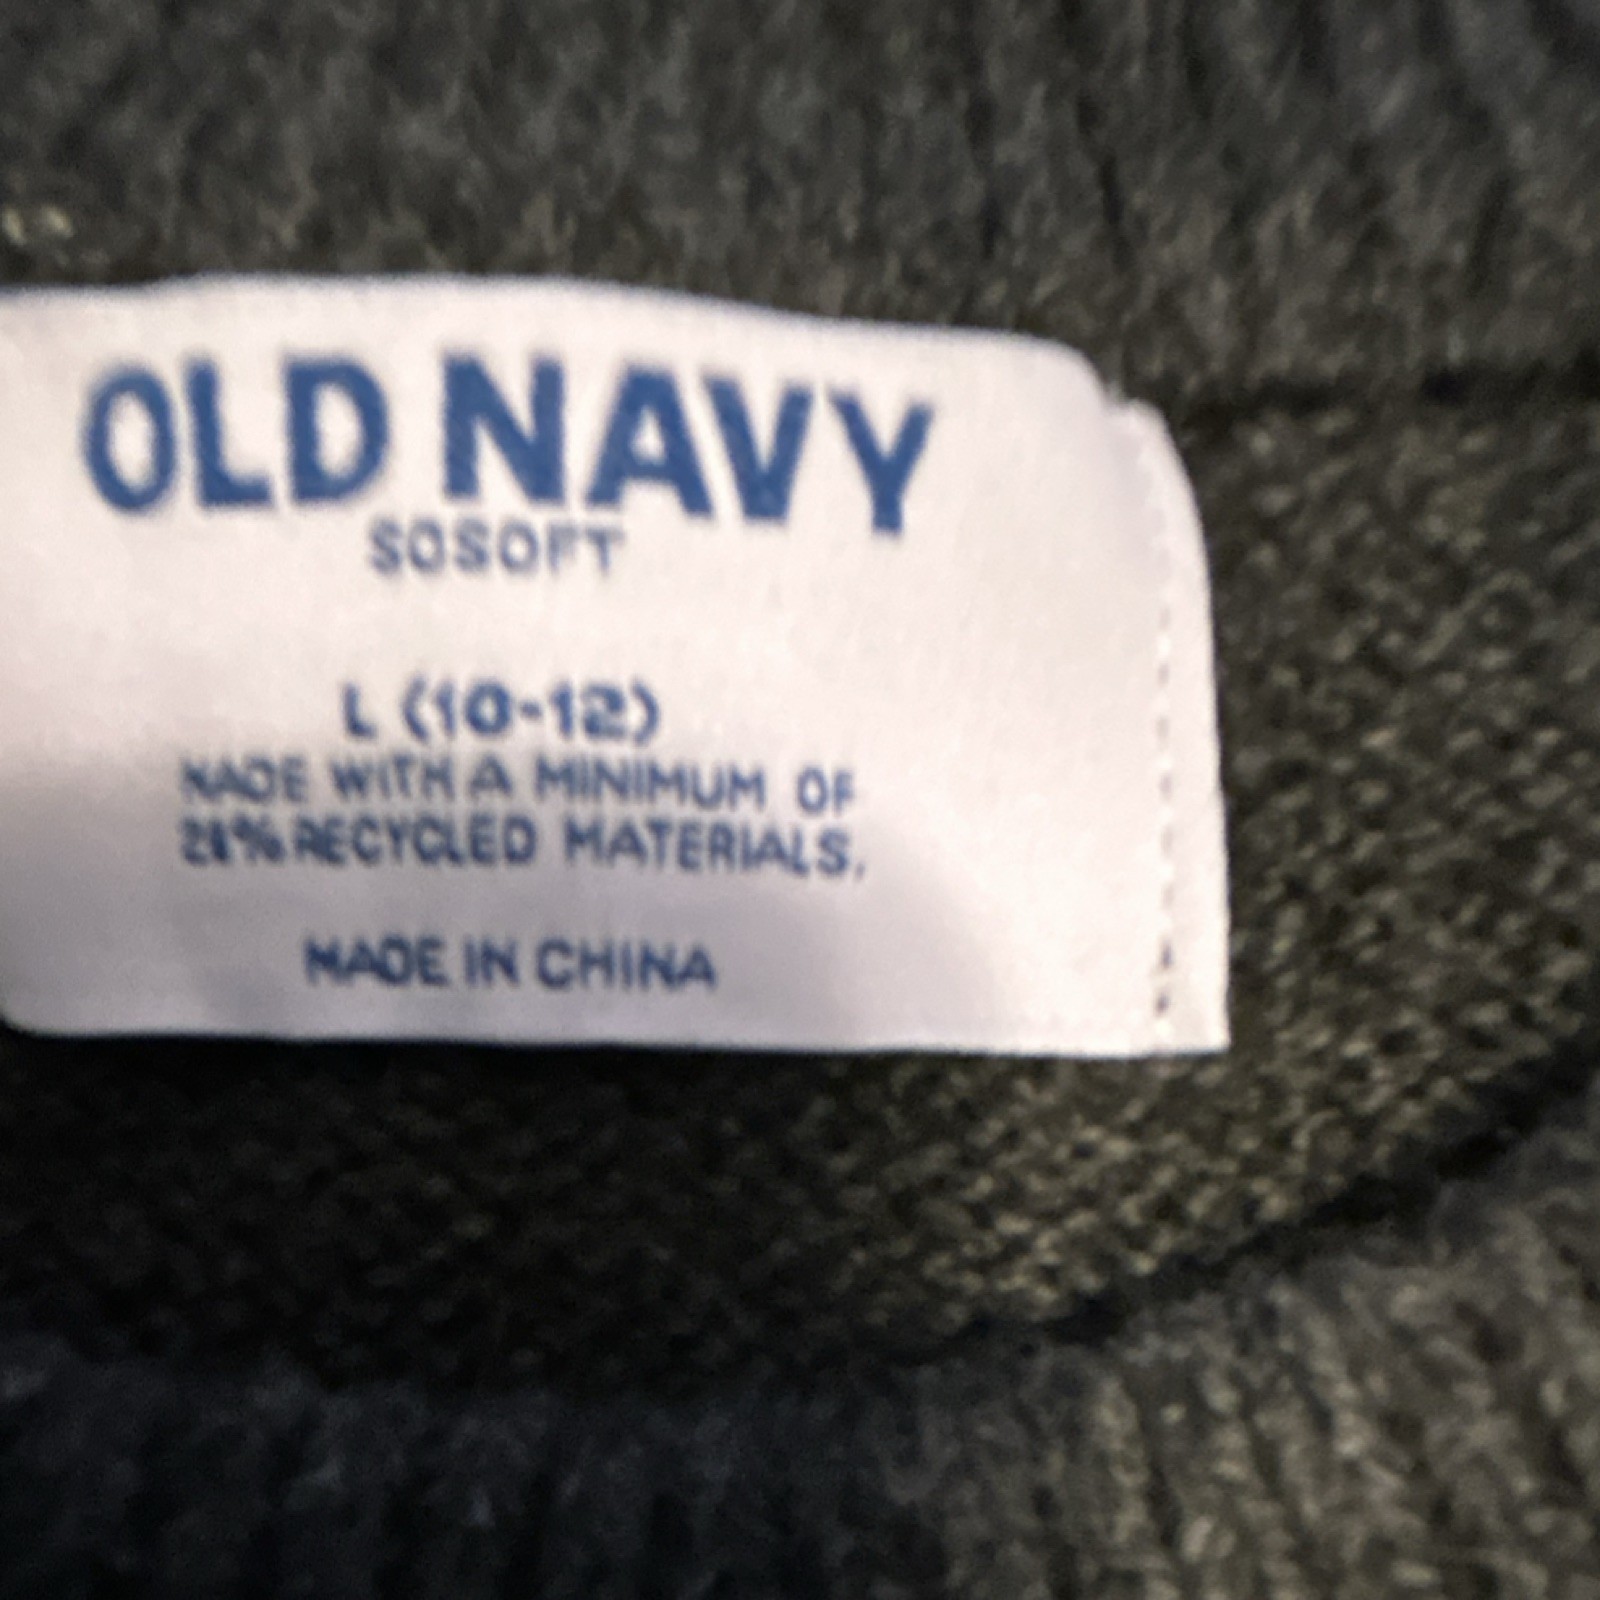 OLD NAVY
SOSOFT
L (10-12)
MADE WITH A MINIMUM OF
RECYCLED MATERIALS.
MADE IN CHINA